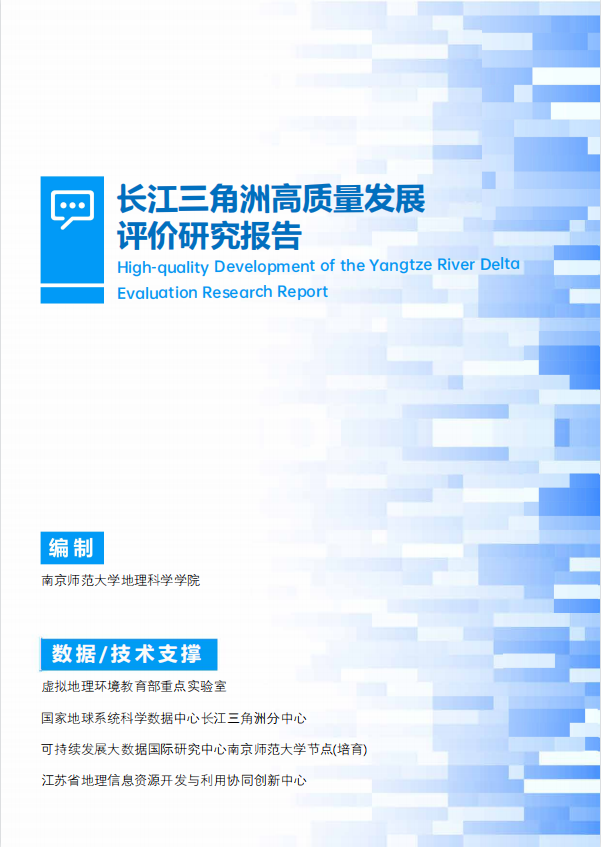 长江三角洲高质量发展
评价研究报告
High-quality Development of the Yangtze River Delta
Evaluation Research Report
编制
南京师范大学地理科学学院
数据/技术支撑
虚拟地理环境教育部重点实验室
国家地球系统科学数据中心长江三角洲分中心
可持续发展大数据国际研究中心南京师范大学节点(培育)
江苏省地理信息资源开发与利用协同创新中心